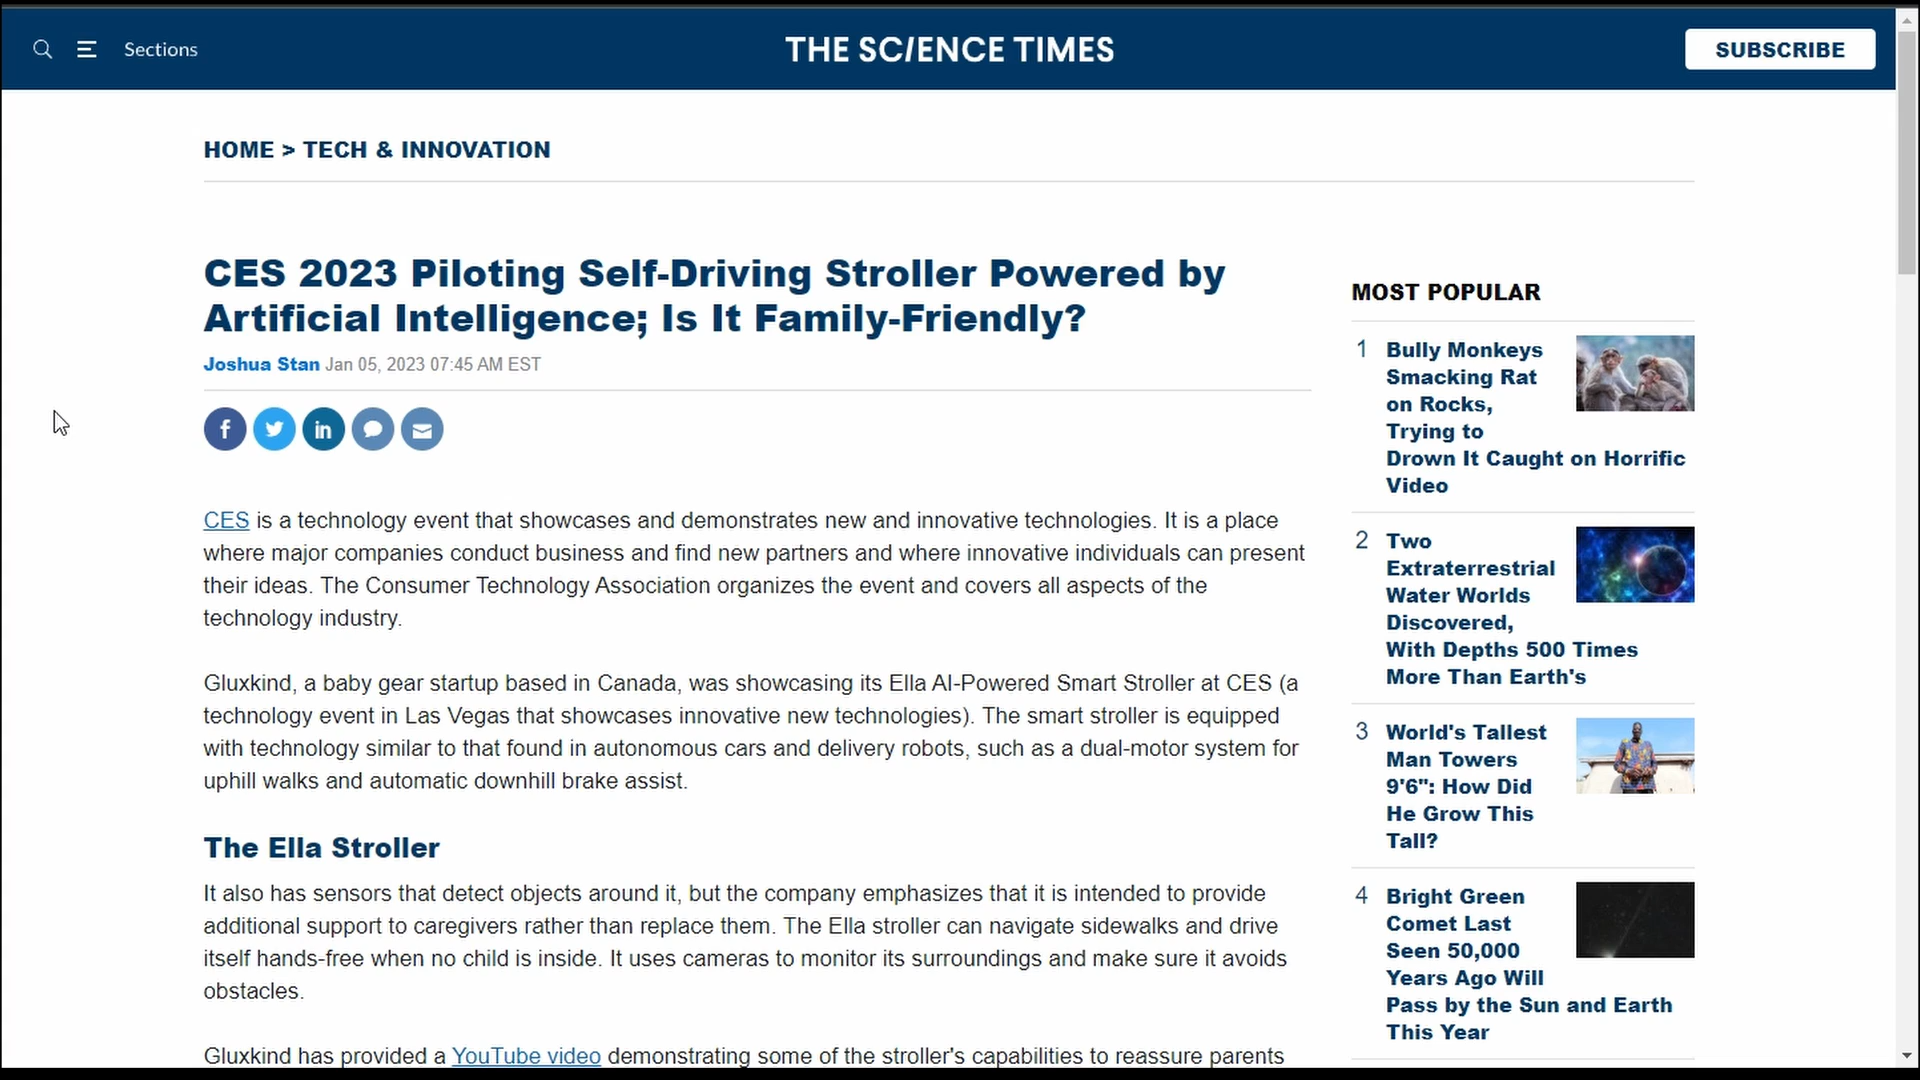 Sections
THE SCIENCE TIMES
SUBSCRIBE
HOME > TECH & INNOVATION
CES 2023 Piloting Self-Driving Stroller Powered by
Artificial Intelligence; Is It Family-Friendly?
Joshua Stan Jan 05, 2023 07:45 AM EST
CES is a technology event that showcases and demonstrates new and innovative technologies. It is a place
where major companies conduct business and find new partners and where innovative individuals can present
their ideas. The Consumer Technology Association organizes the event and covers all aspects of the
technology industry.
Gluxkind, a baby gear startup based in Canada, was showcasing its Ella AI-Powered Smart Stroller at CES (a
technology event in Las Vegas that showcases innovative new technologies). The smart stroller is equipped
with technology similar to that found in autonomous cars and delivery robots, such as a dual-motor system for
uphill walks and automatic downhill brake assist.
The Ella Stroller
It also has sensors that detect objects around it, but the company emphasizes that it is intended to provide
additional support to caregivers rather than replace them. The Ella stroller can navigate sidewalks and drive
itself hands-free when no child is inside. It uses cameras to monitor its surroundings and make sure it avoids
obstacles.
Gluxkind has provided a YouTube video demonstrating some of the stroller's capabilities to reassure parents
MOST POPULAR
1 Bully Monkeys
Smacking Rat
on Rocks,
Trying to
Drown It Caught on Horrific
Video
2 Two
Extraterrestrial
Water Worlds
Discovered,
With Depths 500 Times
More Than Earth's
3 World's Tallest
Man Towers
9'6": How Did
He Grow This
Tall?
4 Bright Green
Comet Last
Seen 50,000
Years Ago Will
Pass by the Sun and Earth
This Year